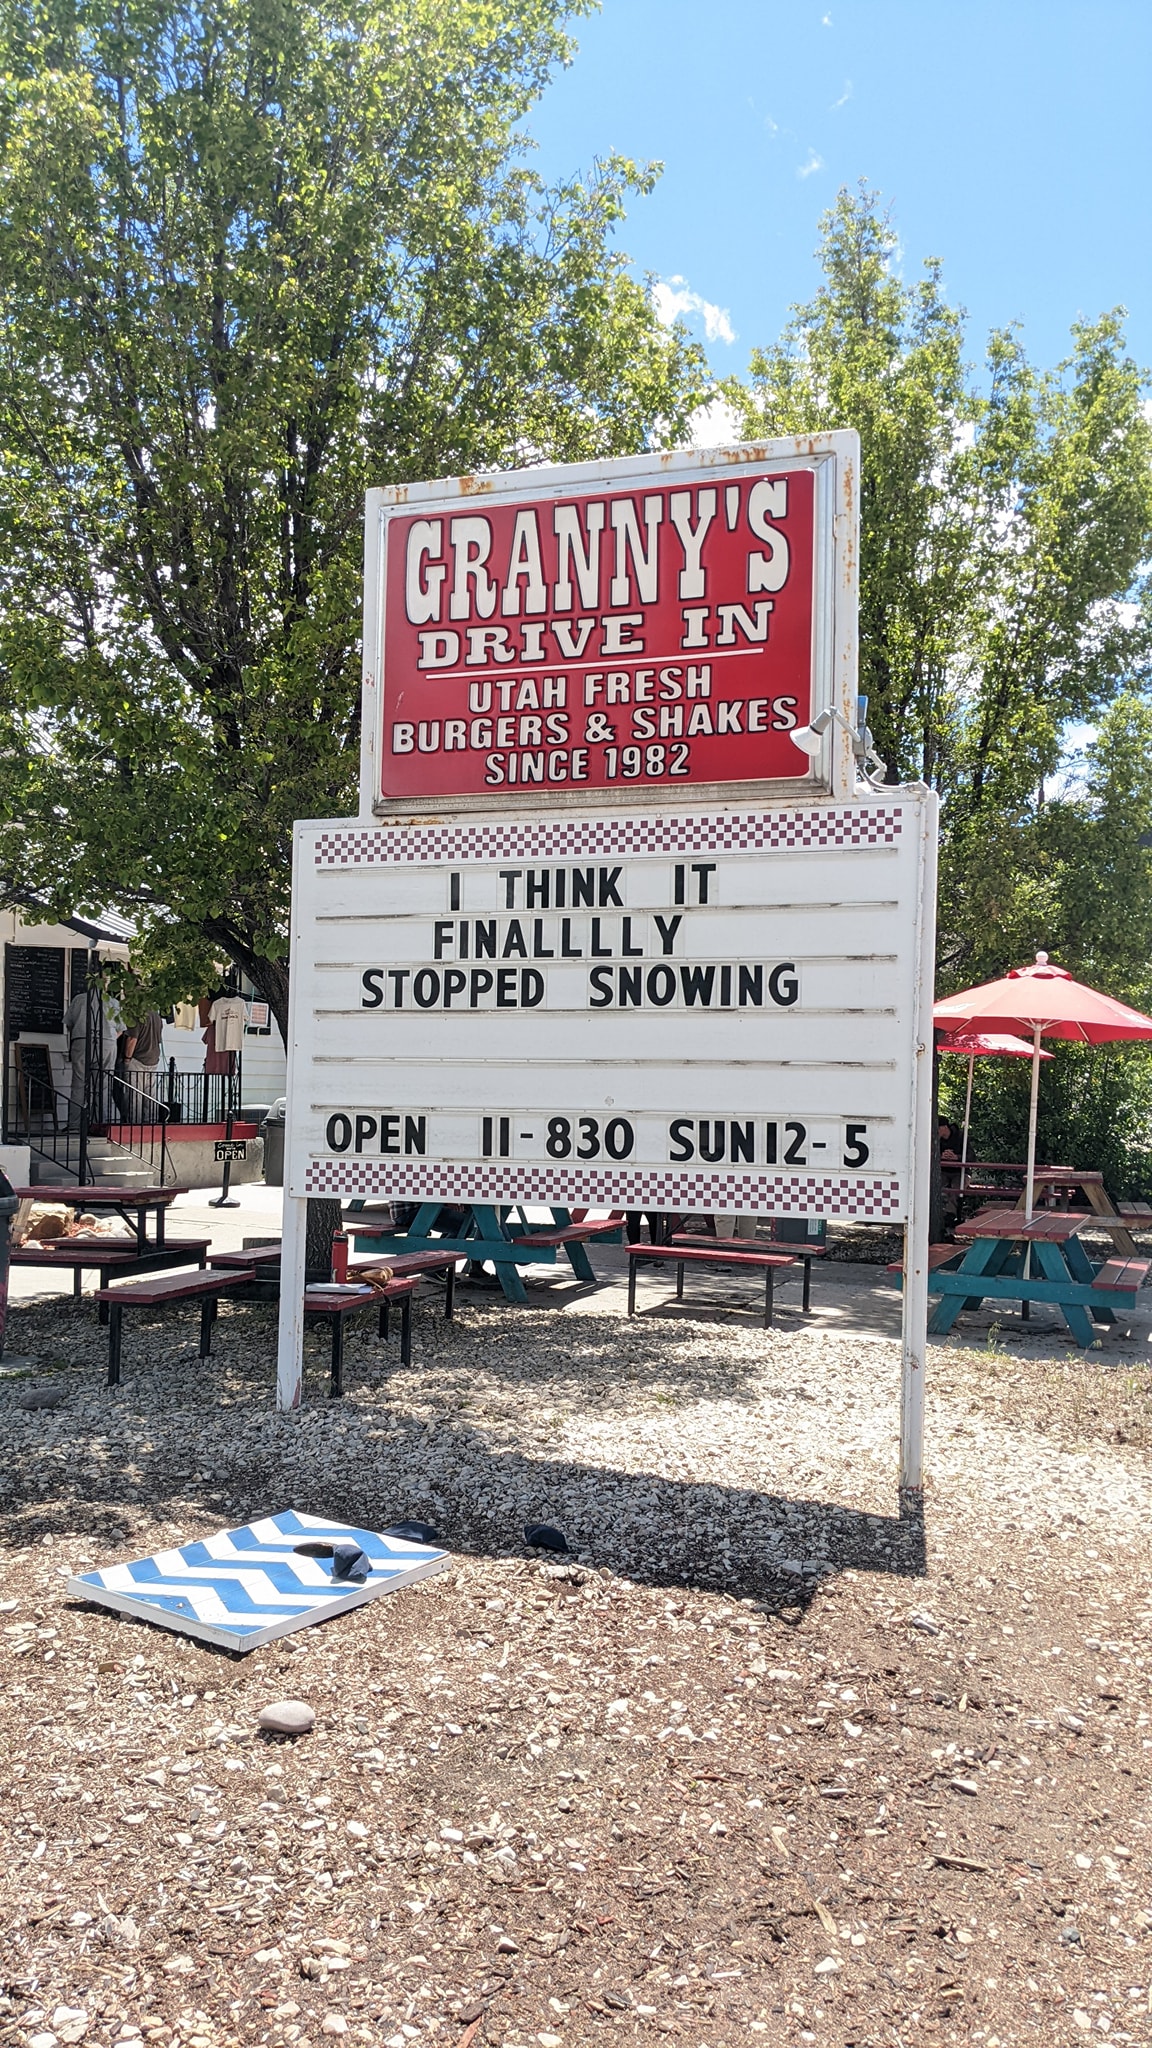 GRANNY'S
DRIVE IN
UTAH FRESH
BURGERS & SHAKES
SINCE 1982
I THINK IT
FINALLLLLY
STOPPED SNOWING
OPEN 11-830 SUN12-5
OPEN